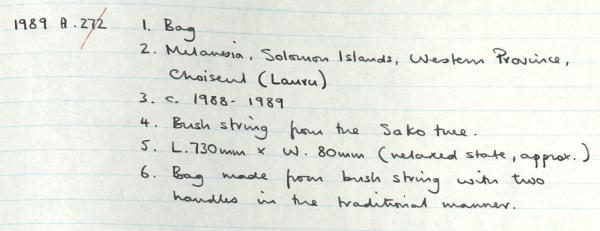 1989 A.272 1. Bag
2. Melanesia, Solomon Islands, Western Province,
Choiseul (Lauru)
3. c. 1988-1989
4. Bush string from the Sako tree.
5. L.730mm x W. 80mm (relaxed state, approx.)
6. Bag made from bush string with two
handles in the traditional manner.